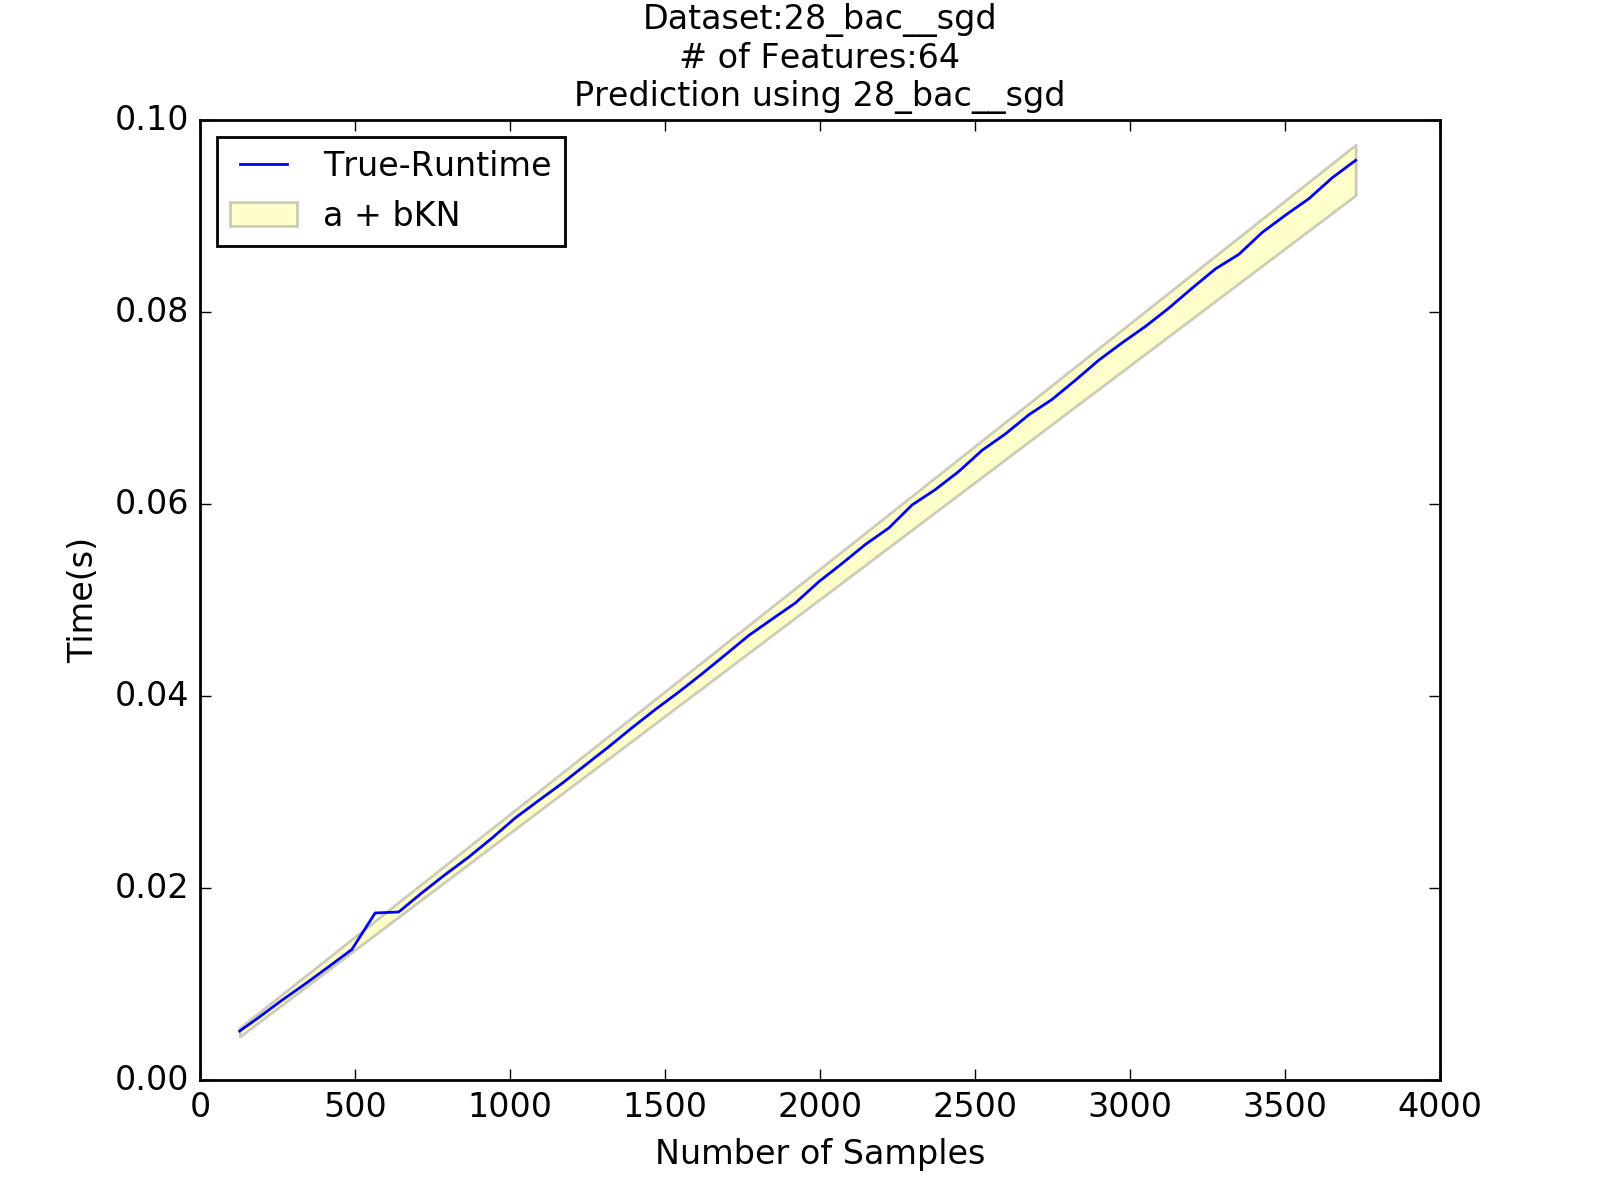 Dataset:28_bac__sgd
# of Features:64
Prediction using 28_bac__sgd
0.10
0.08
0.06
0.04
0.02
0.00
True-Runtime
a + bKN
Time(s)
0 500 1000 1500 2000 2500 3000 3500 4000
Number of Samples